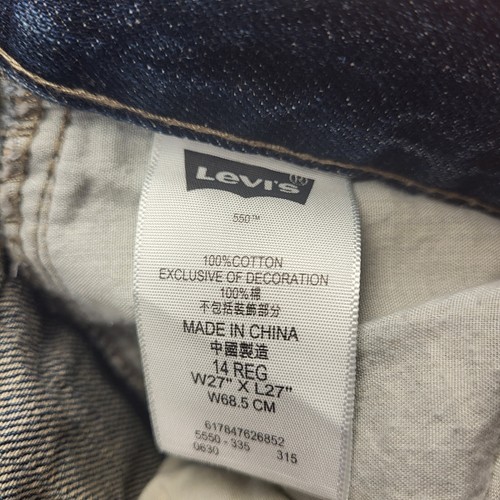 Levi's®
550™
100%COTTON
EXCLUSIVE OF DECORATION
100%棉
不包括裝飾部分
MADE IN CHINA
中國製造
14 REG
W27" X L27"
W68.5 CM
617847626852
5550-335 315
0630